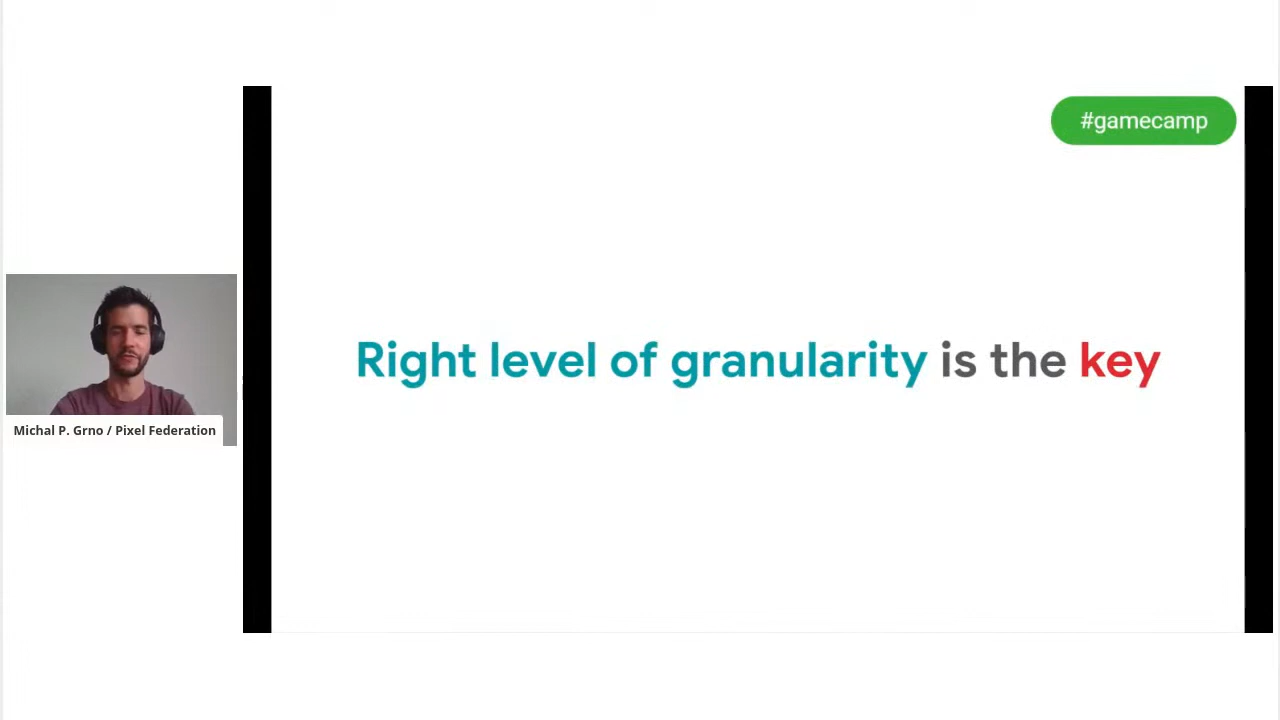 #gamecamp
Right level of granularity is the key
Michal P. Grno / Pixel Federation